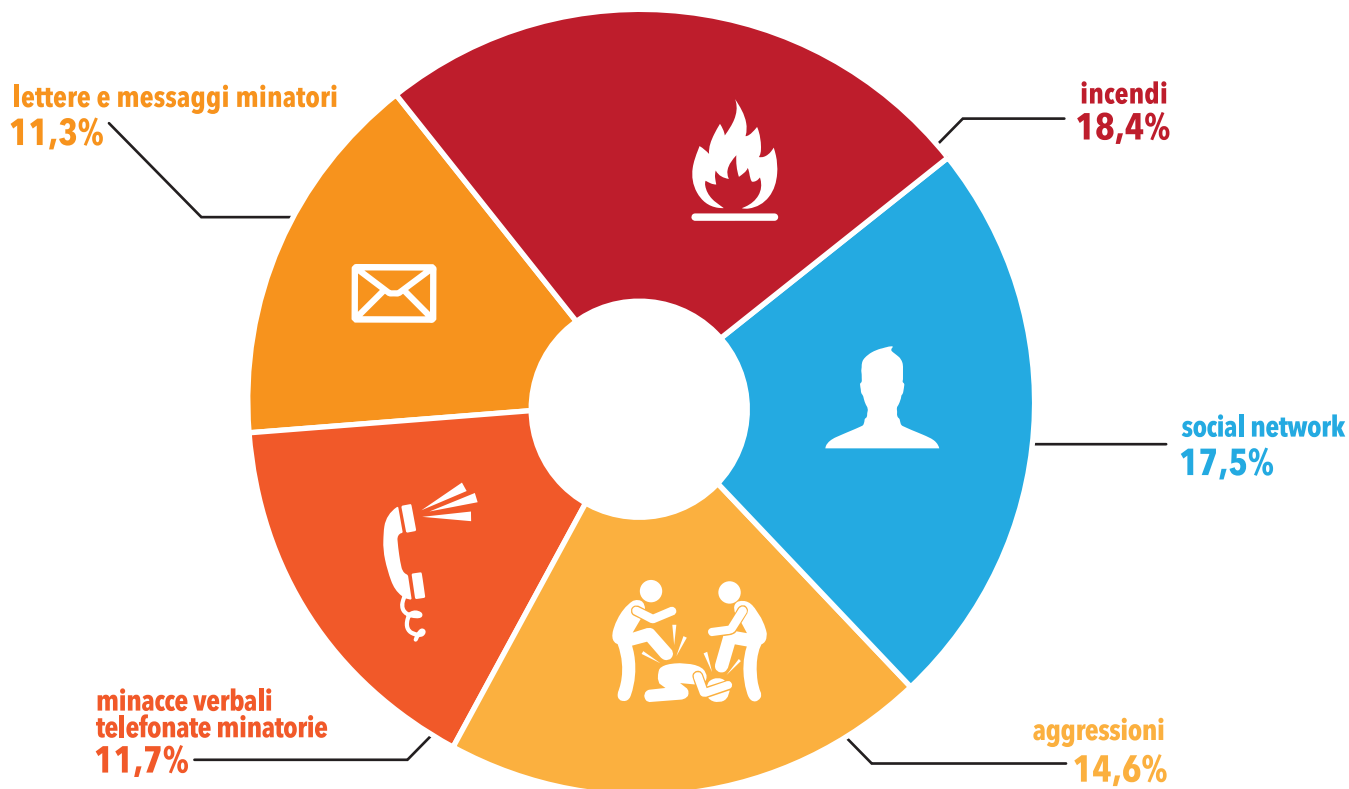 lettere e messaggi minatori
11,3%
incendi
18,4%
social network
17,5%
minacce verbali
telefonate minatorie
11,7%
aggressioni
14,6%